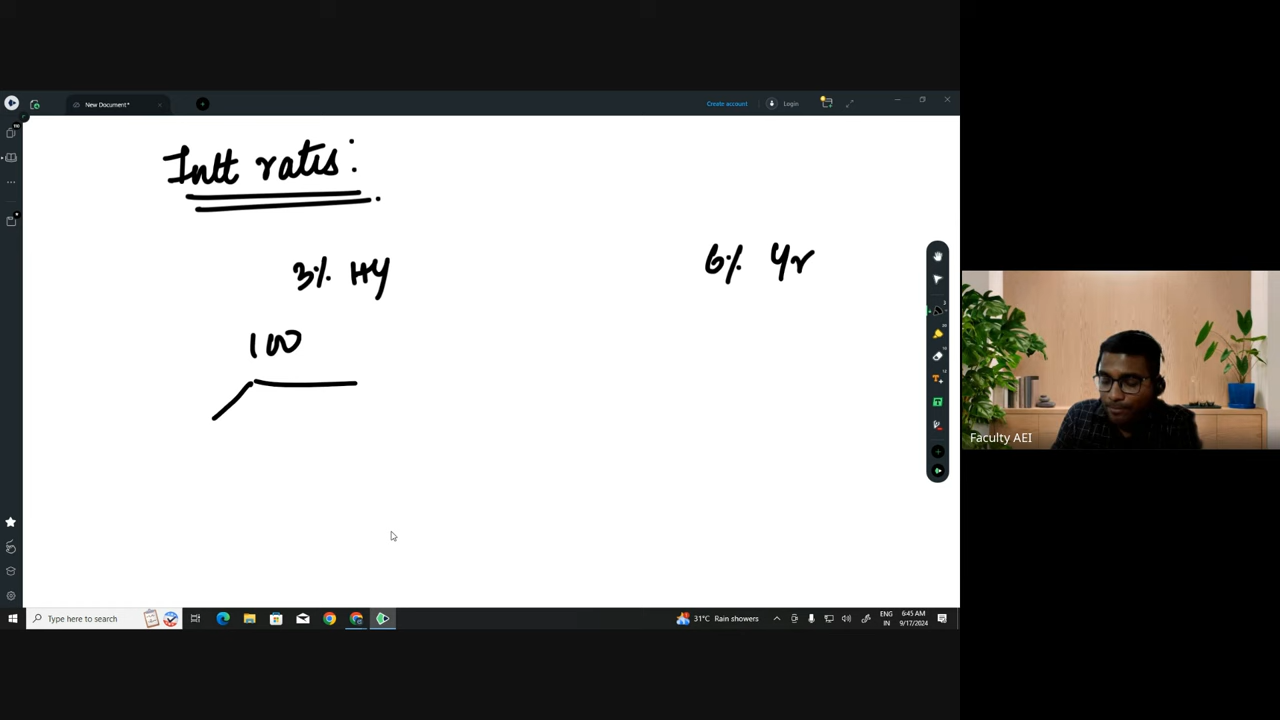 New Document*
Create account
Login
Intt rates:
3% HY
6% Yr
100
Faculty AEI
Type here to search
31°C Rain showers
ENG
IN
6:45 AM
9/17/2024